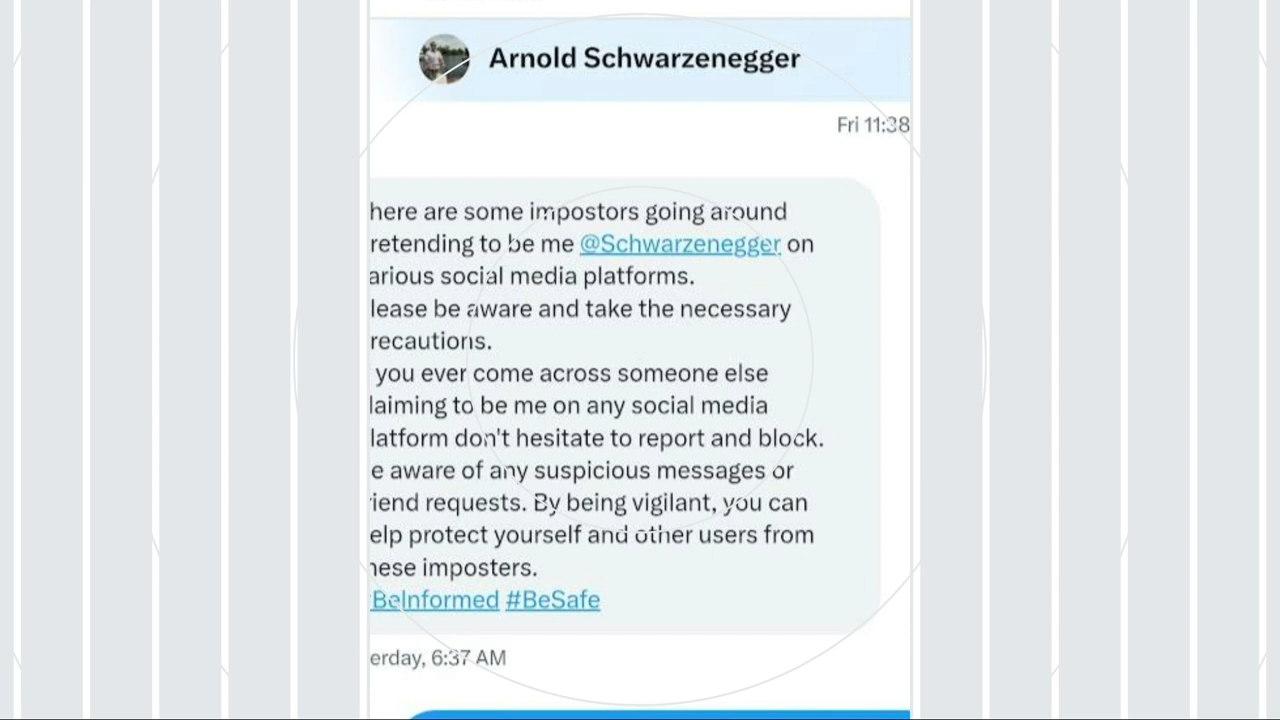 Arnold Schwarzenegger
Fri 11:38
here are some impostors going around
retending to be me @Schwarzenegger on
arious social media platforms.
lease be aware and take the necessary
recautions.
you ever come across someone else
laiming to be me on any social media
latform don't hesitate to report and block.
e aware of any suspicious messages or
riend requests. By being vigilant, you can
elp protect yourself and other users from
hese imposters.
#BeInformed #BeSafe
erday, 6:37 AM